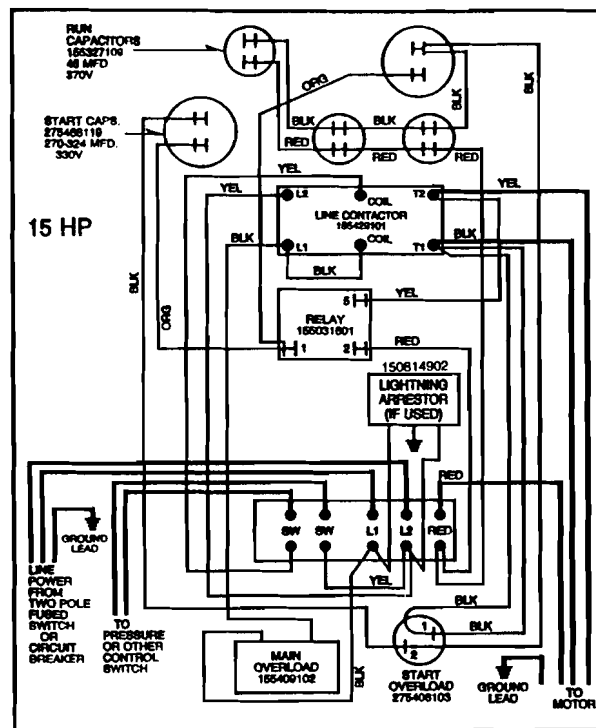 RUN
CAPACITORS
155327109
46 MFD
370V
START CAPS.
275468119
270-324 MFD.
330V
15 HP
ORG
BLK
BLK
BLK
RED
RED
RED
YEL
YEL
L2
COIL
T2
YEL
LINE CONTACTOR
155429101
BLK
L1
COIL
T1
BLK
BLK
BLK
ORG
5
YEL
RELAY
155031601
1
2
RED
150814902
LIGHTNING
ARRESTOR
(IF USED)
BLK
RED
SW
SW
L1
L2
RED
GROUND
LEAD
YEL
LINE
POWER
FROM
TWO POLE
FUSED
SWITCH
OR
CIRCUIT
BREAKER
TO
PRESSURE
OR OTHER
CONTROL
SWITCH
BLK
BLK
BLK
1
2
MAIN
OVERLOAD
155409102
START
OVERLOAD
275406103
GROUND
LEAD
TO
MOTOR